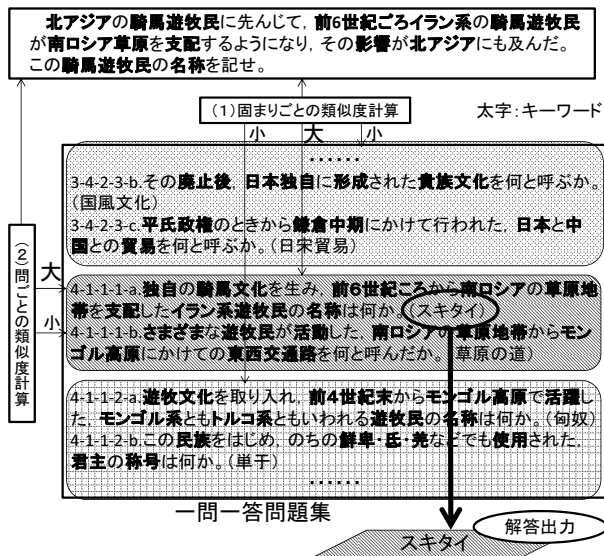 北アジアの騎馬遊牧民に先んじて，前6世紀ごろイラン系の騎馬遊牧民
が南ロシア草原を支配するようになり，その影響が北アジアにも及んだ。
この騎馬遊牧民の名称を記せ。
(1)固まりごとの類似度計算
太字：キーワード
小
大
小
……
3-4-2-3-b.その廃止後，日本独自に形成された貴族文化を何と呼ぶか。
(国風文化)
3-4-2-3-c.平氏政権のときから鎌倉中期にかけて行われた，日本と中
国との貿易を何と呼ぶか。(日宋貿易)
(2)問ごとの類似度計算
大
小
4-1-1-1-a.独自の騎馬文化を生み，前6世紀ころから南ロシアの草原地
帯を支配したイラン系遊牧民の名称は何か。(スキタイ)
4-1-1-1-b.さまざまな遊牧民が活動した，南ロシアの草原地帯からモン
ゴル高原にかけての東西交通路を何と呼んだか。(草原の道)
4-1-1-2-a.遊牧文化を取り入れ，前4世紀末からモンゴル高原で活躍し
た，モンゴル系ともトルコ系ともいわれる遊牧民の名称は何か。(匈奴)
4-1-1-2-b.この民族をはじめ，のちの鮮卑・氐・羌などでも使用された，
君主の称号は何か。(単于)
……
一問一答問題集
解答出力
スキタイ